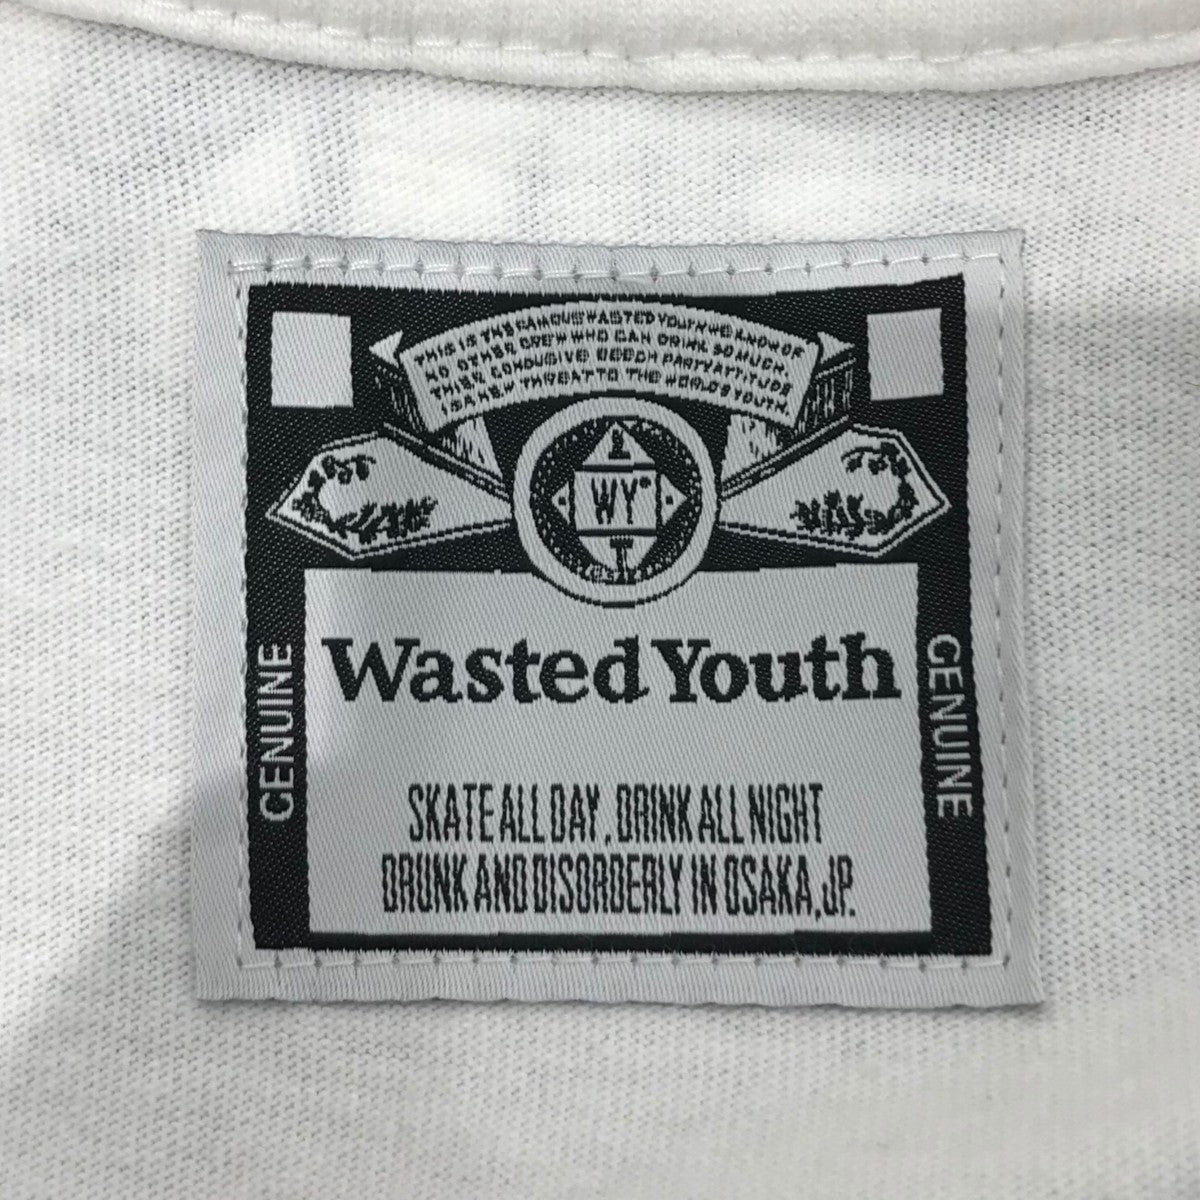 THIS IS THE FAMOUS WASTED YOUTH WE KNOW OF
NO OTHER CREW WHO CAN DRINK SO MUCH,
THIER CONDUSIVE BEECH PARTY ATTITUDE
IS A NEW THREAT TO THE WORLD'S YOUTH.
WY
GENUINE
Wasted Youth
GENUINE
SKATE ALL DAY, DRINK ALL NIGHT
DRUNK AND DISORDERLY IN OSAKA, JP.